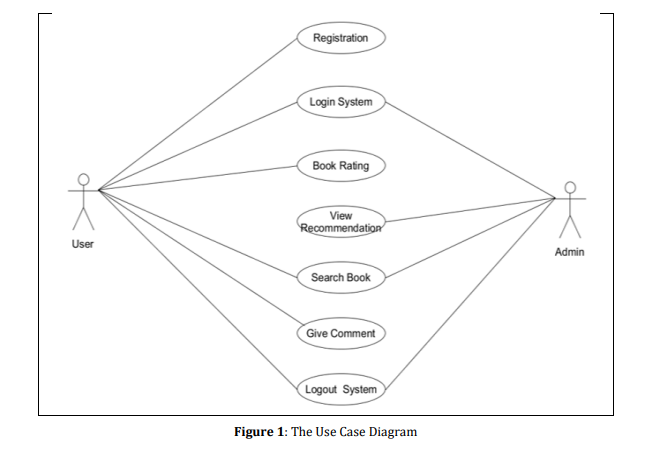 Registration
Login System
Book Rating
View
Recommendation
Search Book
Give Comment
Logout System
User
Admin
Figure 1: The Use Case Diagram